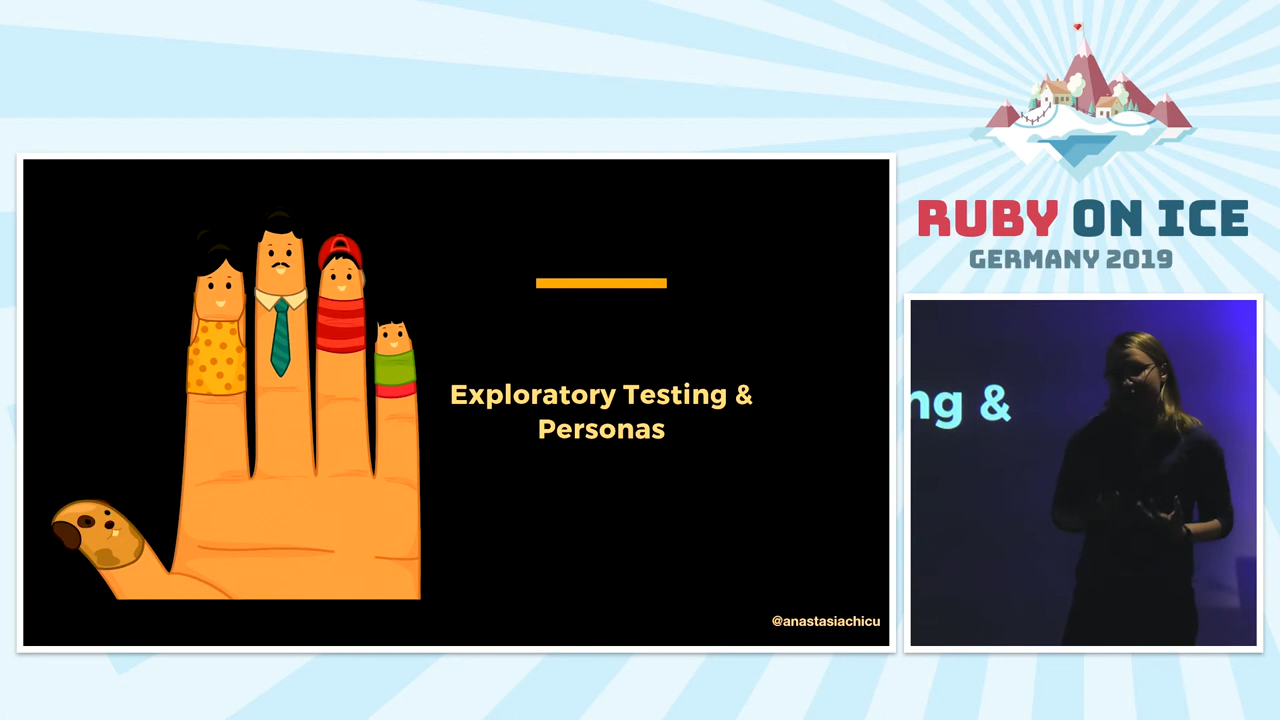 RUBY ON ICE
GERMANY 2019
Exploratory Testing &
Personas
@anastasiachicu
ng &